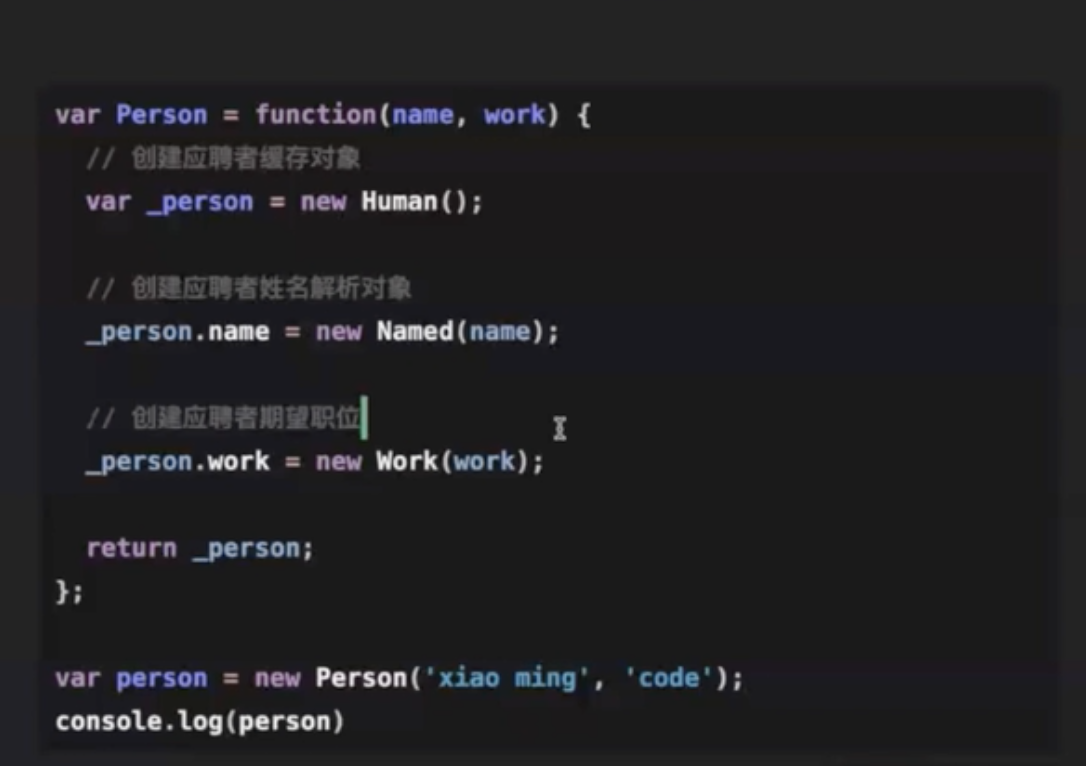 var Person = function(name, work) {
// 创建应聘者缓存对象
var _person = new Human();
// 创建应聘者姓名解析对象
_person.name = new Named(name);
// 创建应聘者期望职位
_person.work = new Work(work);
return _person;
};
var person = new Person('xiao ming', 'code');
console.log(person)